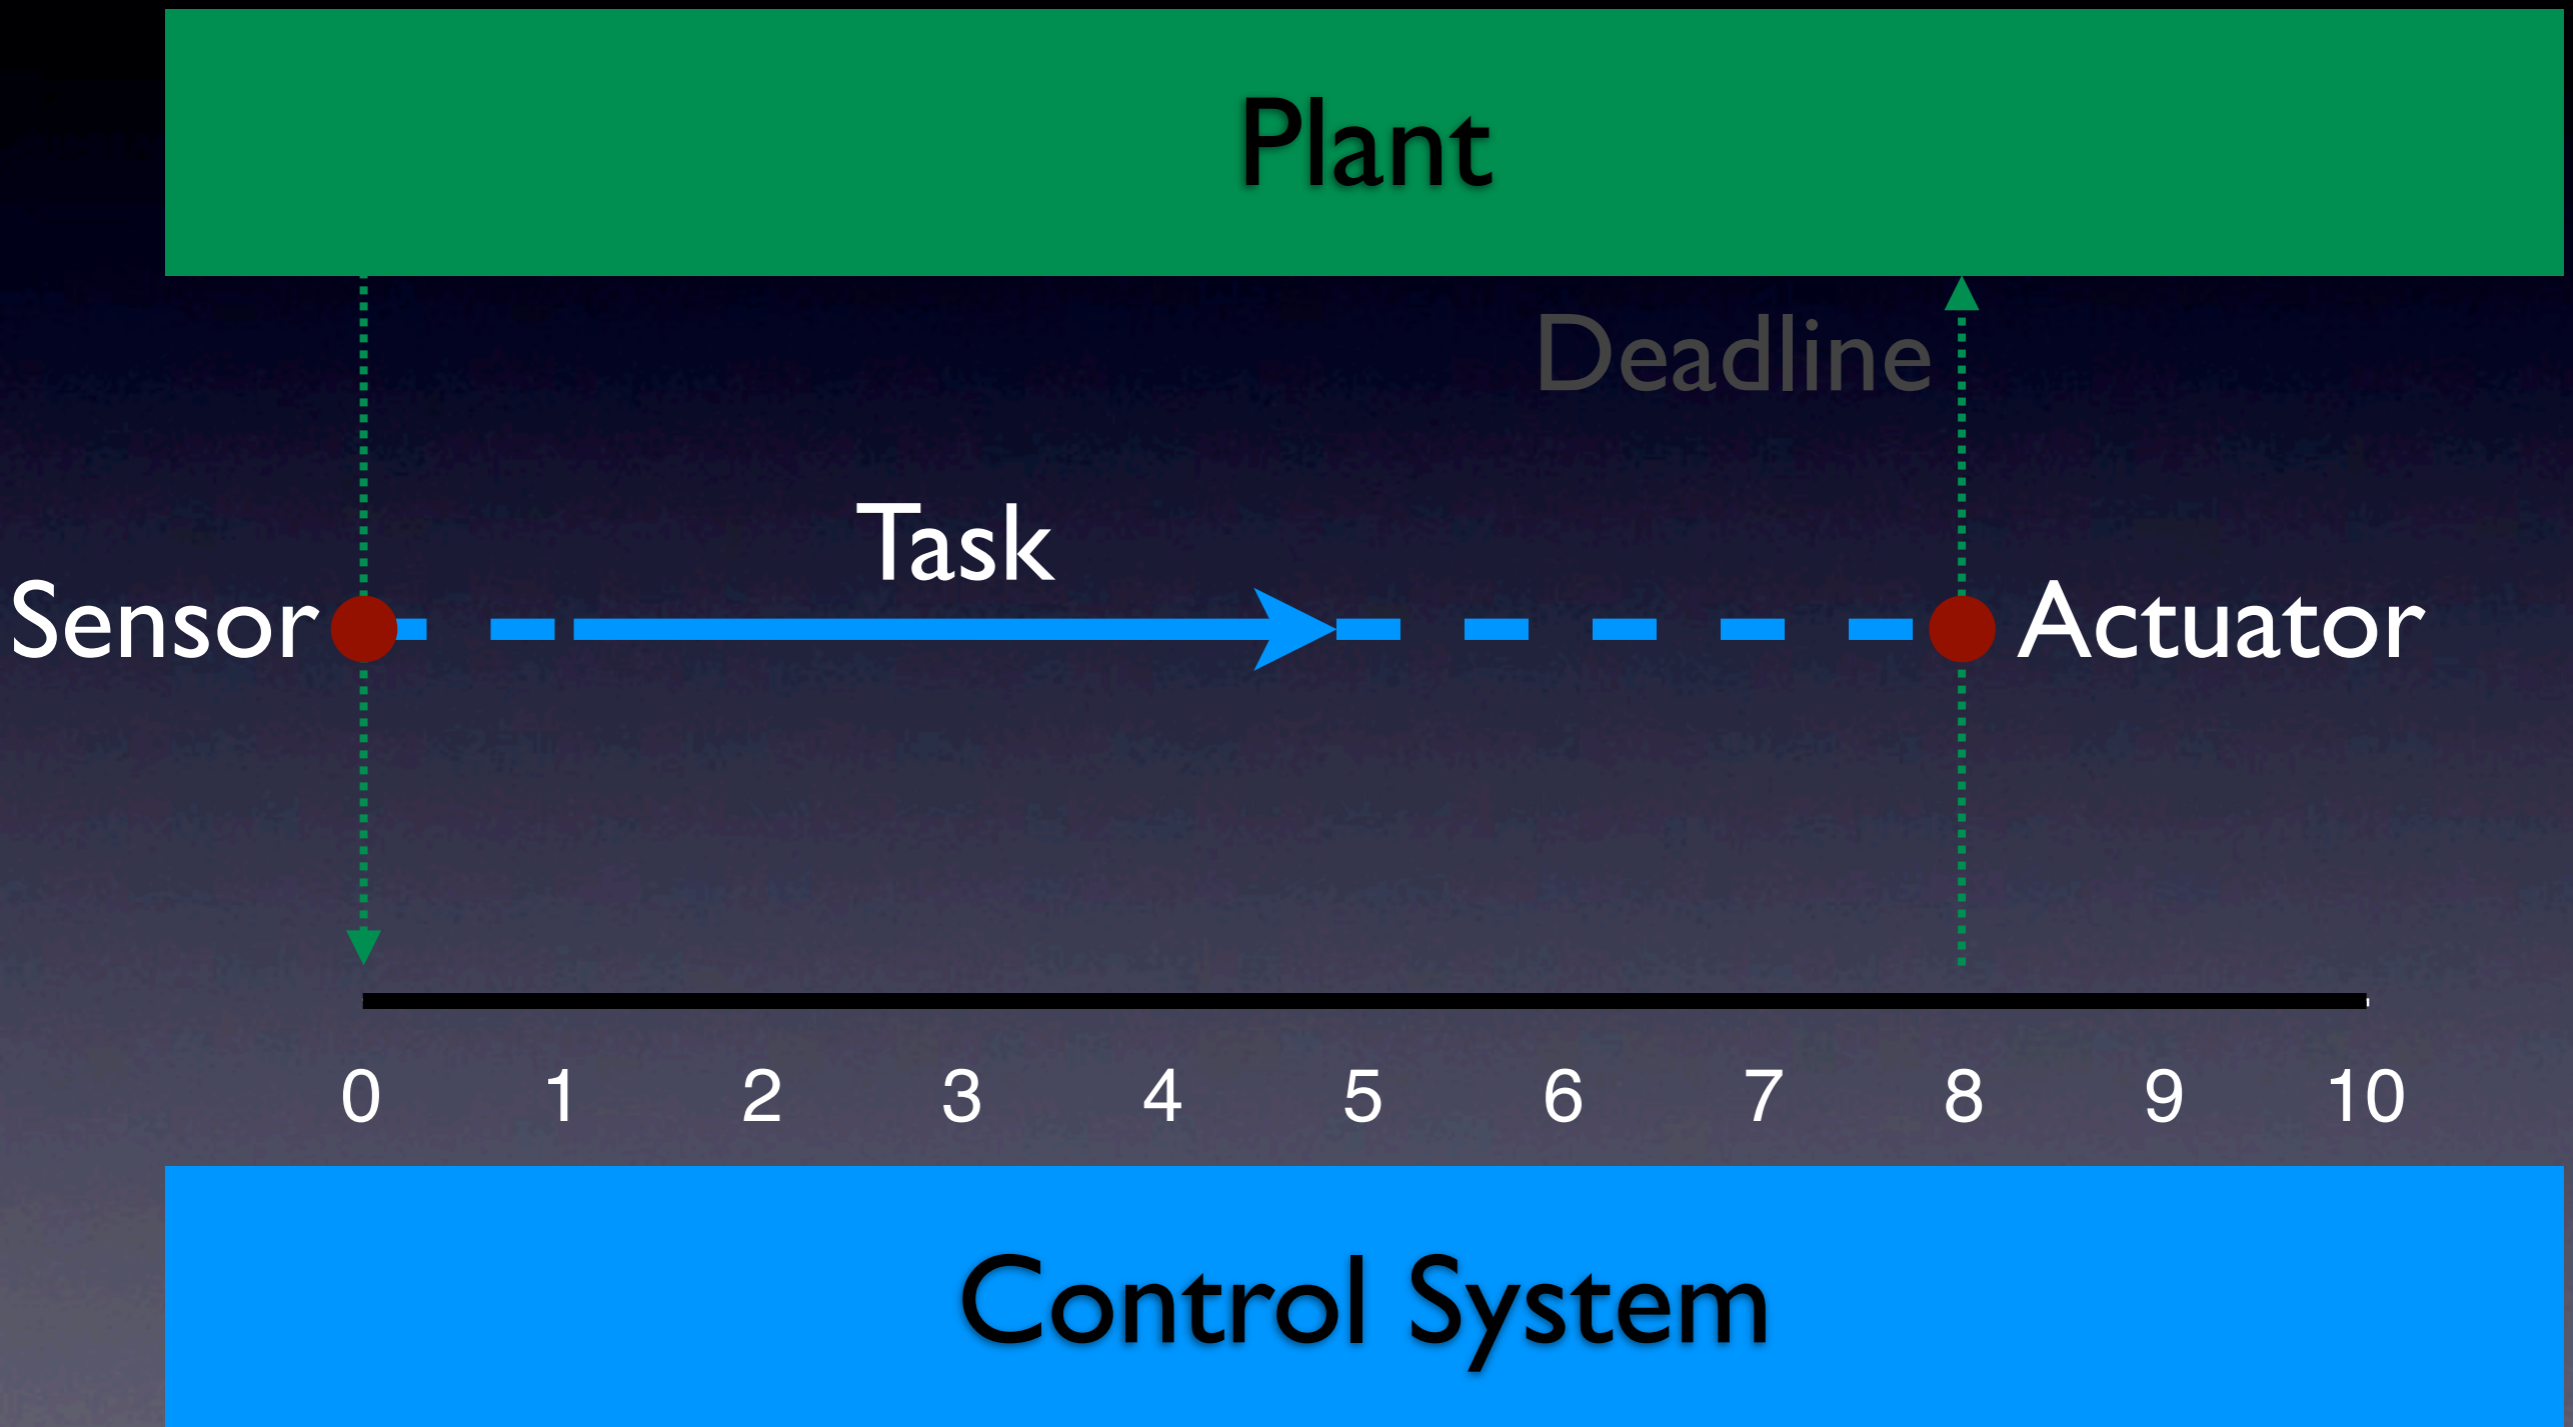 Plant
Deadline
Task
Sensor
Actuator
0 1 2 3 4 5 6 7 8 9 10
Control System